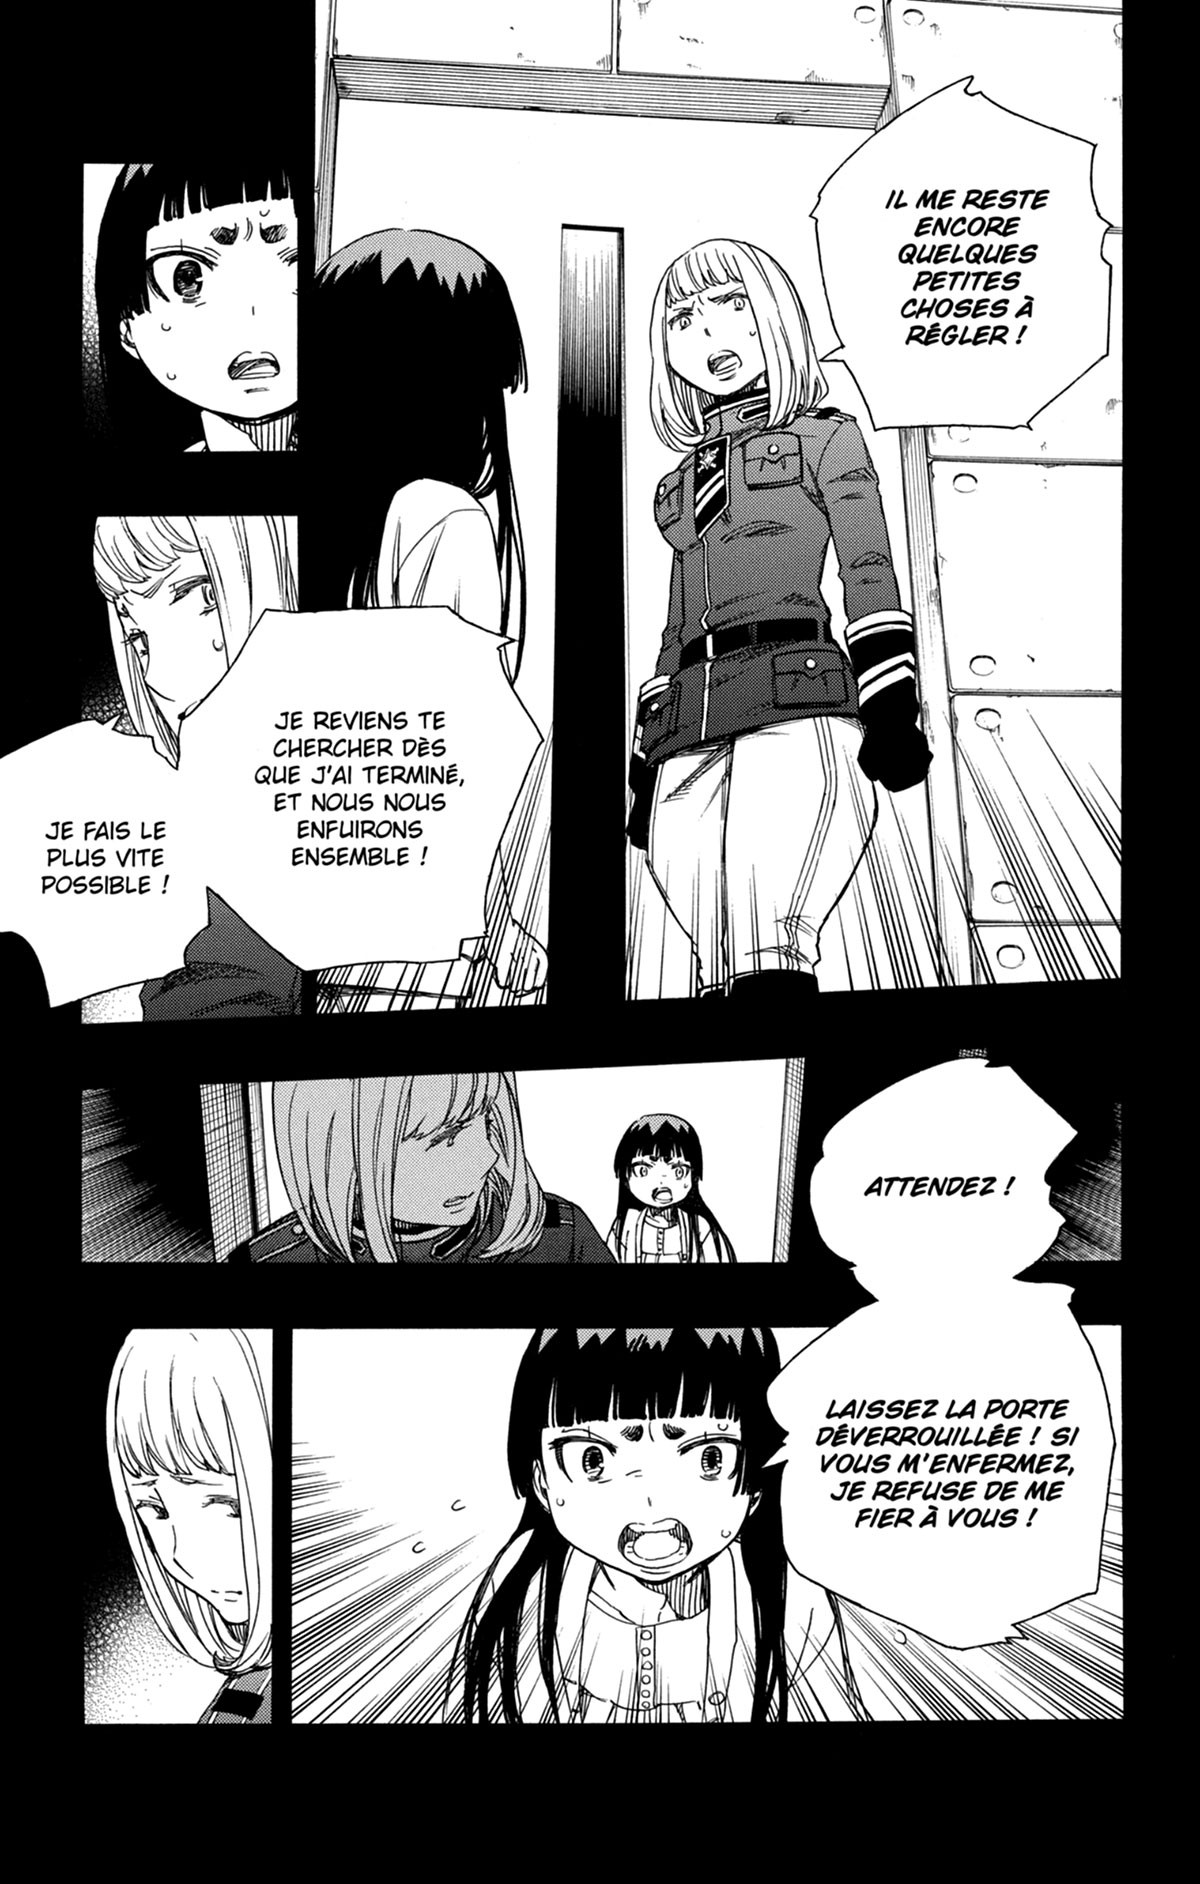 IL ME RESTE
ENCORE
QUELQUES
PETITES
CHOSES À
RÉGLER !
JE REVIENS TE
CHERCHER DÈS
QUE J'AI TERMINÉ,
ET NOUS NOUS
ENFUIRONS
ENSEMBLE !
JE FAIS LE
PLUS VITE
POSSIBLE !
ATTENDEZ !
LAISSEZ LA PORTE
DÉVERROUILLÉE ! SI
VOUS M'ENFERMEZ,
JE REFUSE DE ME
FIER À VOUS !